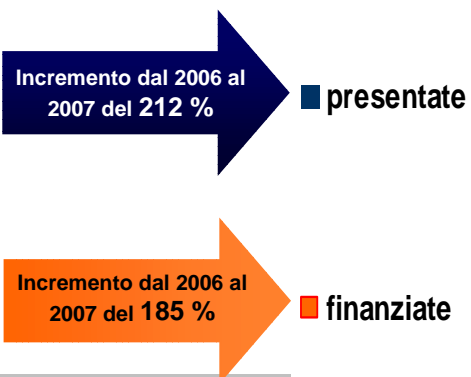 Incremento dal 2006 al
2007 del 212 %
presentate
Incremento dal 2006 al
2007 del 185 %
finanziate